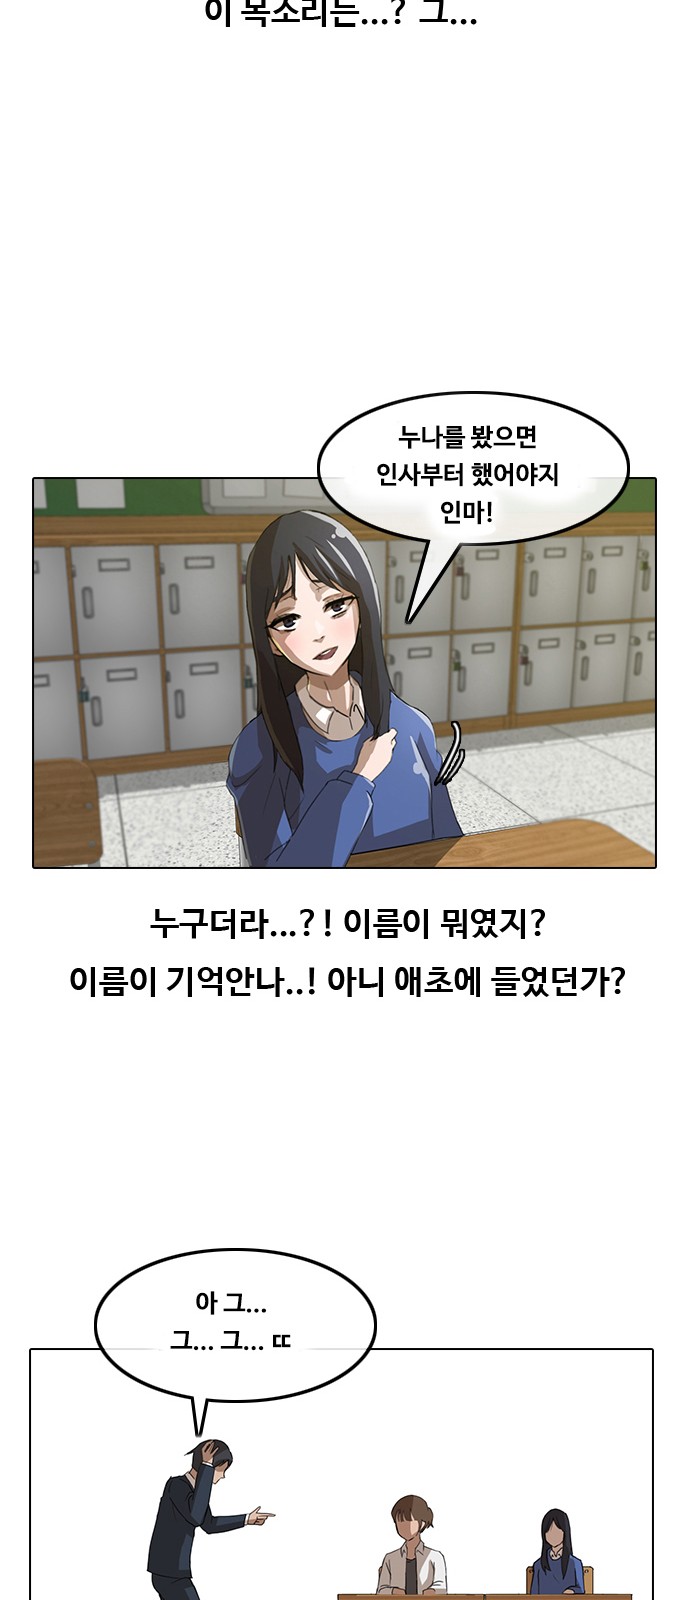 이 목소리는...? 그...
누나를 봤으면
인사부터 했어야지
인마!
누구더라...?! 이름이 뭐였지?
이름이 기억안나..! 아니 애초에 들었던가?
아 그...
그... 그... ㄸ